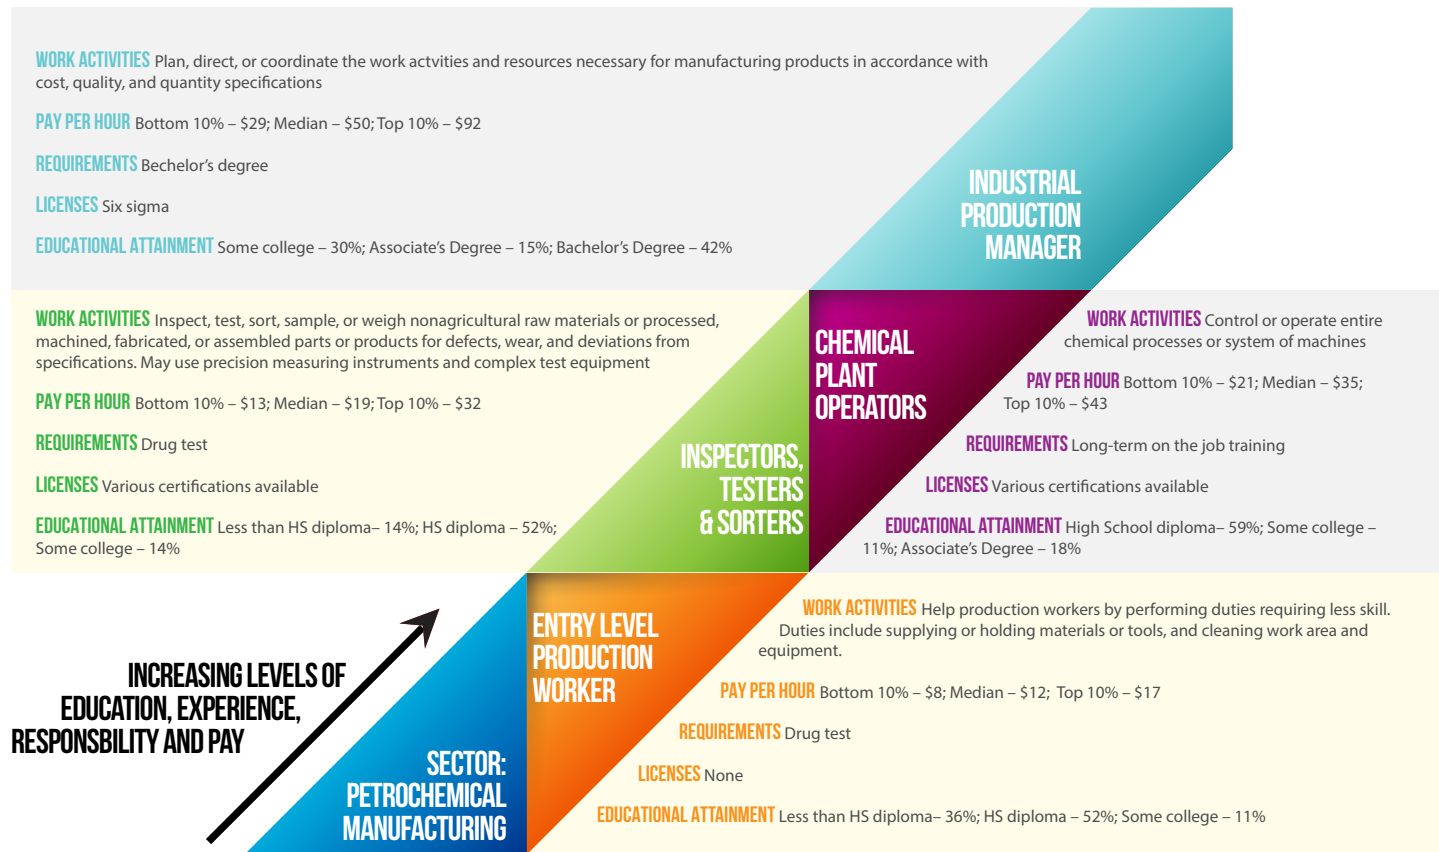 WORK ACTIVITIES Plan, direct, or coordinate the work actvities and resources necessary for manufacturing products in accordance with
cost, quality, and quantity specifications
PAY PER HOUR Bottom 10% – $29; Median – $50; Top 10% – $92
REQUIREMENTS Bechelor’s degree
LICENSES Six sigma
EDUCATIONAL ATTAINMENT Some college – 30%; Associate’s Degree – 15%; Bachelor’s Degree – 42%
INDUSTRIAL
PRODUCTION
MANAGER
WORK ACTIVITIES Inspect, test, sort, sample, or weigh nonagricultural raw materials or processed,
machined, fabricated, or assembled parts or products for defects, wear, and deviations from
specifications. May use precision measuring instruments and complex test equipment
PAY PER HOUR Bottom 10% – $13; Median – $19; Top 10% – $32
REQUIREMENTS Drug test
LICENSES Various certifications available
EDUCATIONAL ATTAINMENT Less than HS diploma– 14%; HS diploma – 52%;
Some college – 14%
INSPECTORS,
TESTERS
& SORTERS
CHEMICAL
PLANT
OPERATORS
WORK ACTIVITIES Control or operate entire
chemical processes or system of machines
PAY PER HOUR Bottom 10% – $21; Median – $35;
Top 10% – $43
REQUIREMENTS Long-term on the job training
LICENSES Various certifications available
EDUCATIONAL ATTAINMENT High School diploma– 59%; Some college –
11%; Associate’s Degree – 18%
INCREASING LEVELS OF
EDUCATION, EXPERIENCE,
RESPONSBILITY AND PAY
SECTOR:
PETROCHEMICAL
MANUFACTURING
ENTRY LEVEL
PRODUCTION
WORKER
WORK ACTIVITIES Help production workers by performing duties requiring less skill.
Duties include supplying or holding materials or tools, and cleaning work area and
equipment.
PAY PER HOUR Bottom 10% – $8; Median – $12; Top 10% – $17
REQUIREMENTS Drug test
LICENSES None
EDUCATIONAL ATTAINMENT Less than HS diploma– 36%; HS diploma – 52%; Some college – 11%